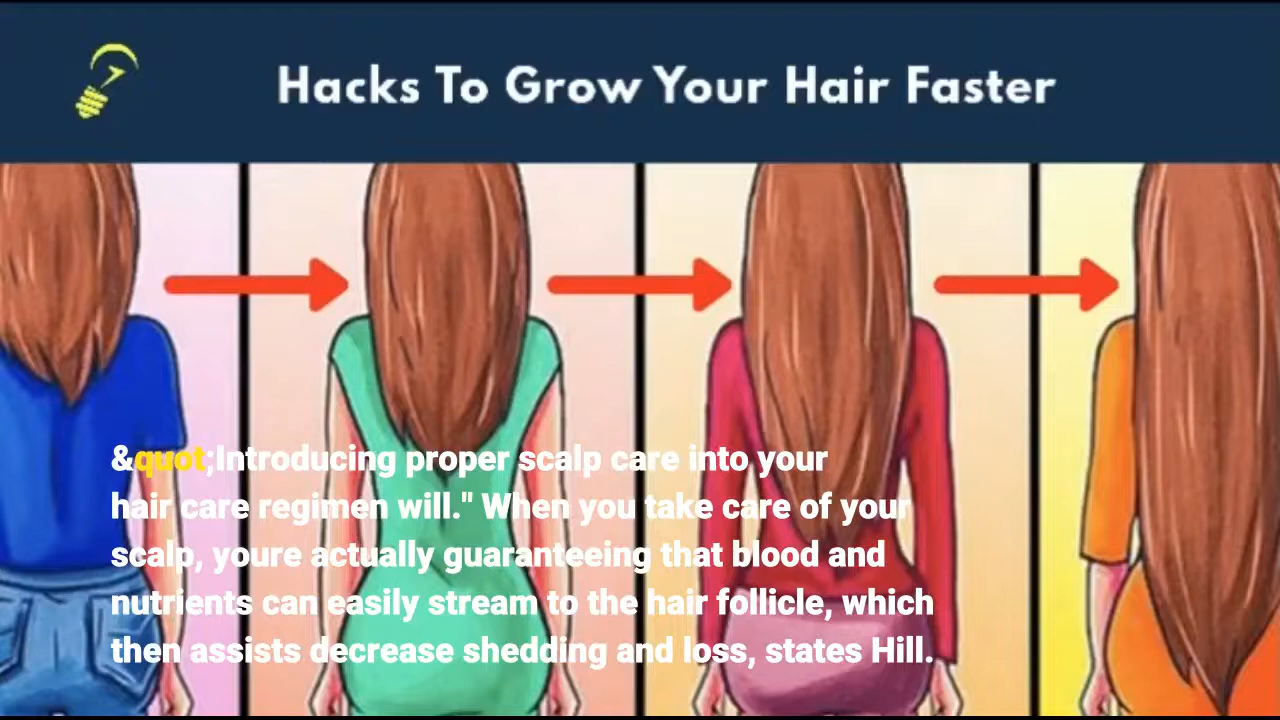 Hacks To Grow Your Hair Faster
&quot;Introducing proper scalp care into your
hair care regimen will." When you take care of your
scalp, youre actually guaranteeing that blood and
nutrients can easily stream to the hair follicle, which
then assists decrease shedding and loss, states Hill.